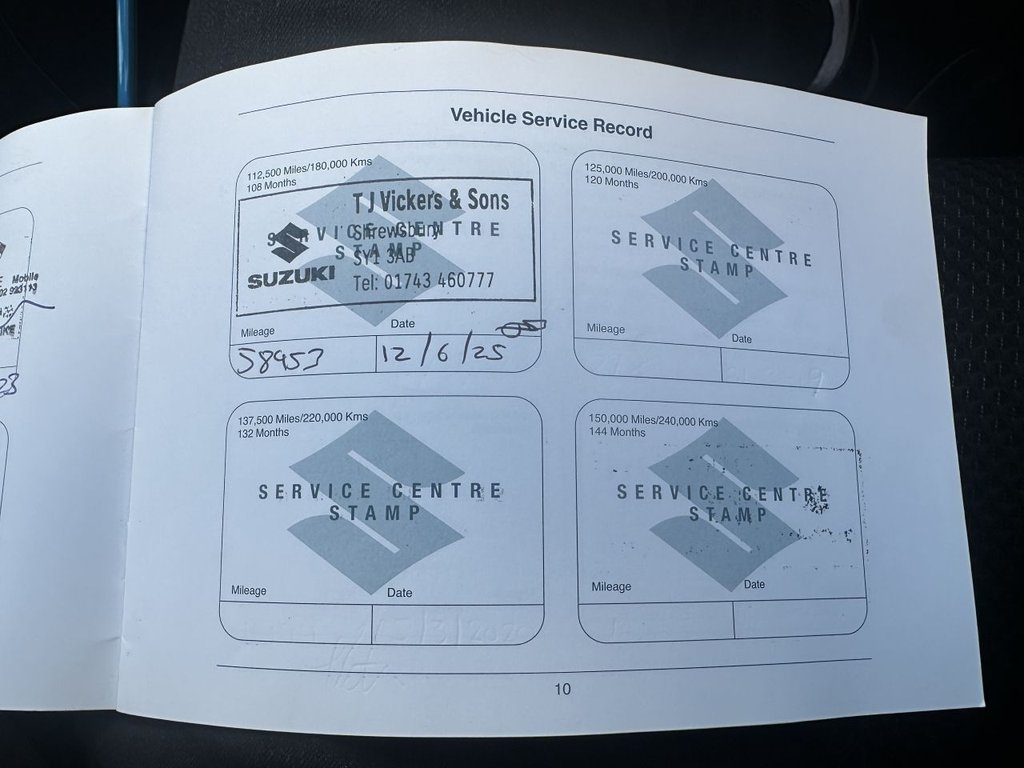 Vehicle Service Record
112,500 Miles/180,000 Kms
108 Months
SERVICE CENTRE
STAMP
T J Vickers & Sons
Shrewsbury
SY1 3AB
Tel: 01743 460777
SUZUKI
Mileage
Date
58953
12/6/25
125,000 Miles/200,000 Kms
120 Months
SERVICE CENTRE
STAMP
Mileage
Date
137,500 Miles/220,000 Kms
132 Months
SERVICE CENTRE
STAMP
Mileage
Date
150,000 Miles/240,000 Kms
144 Months
SERVICE CENTRE
STAMP
Mileage
Date
10
Mobile